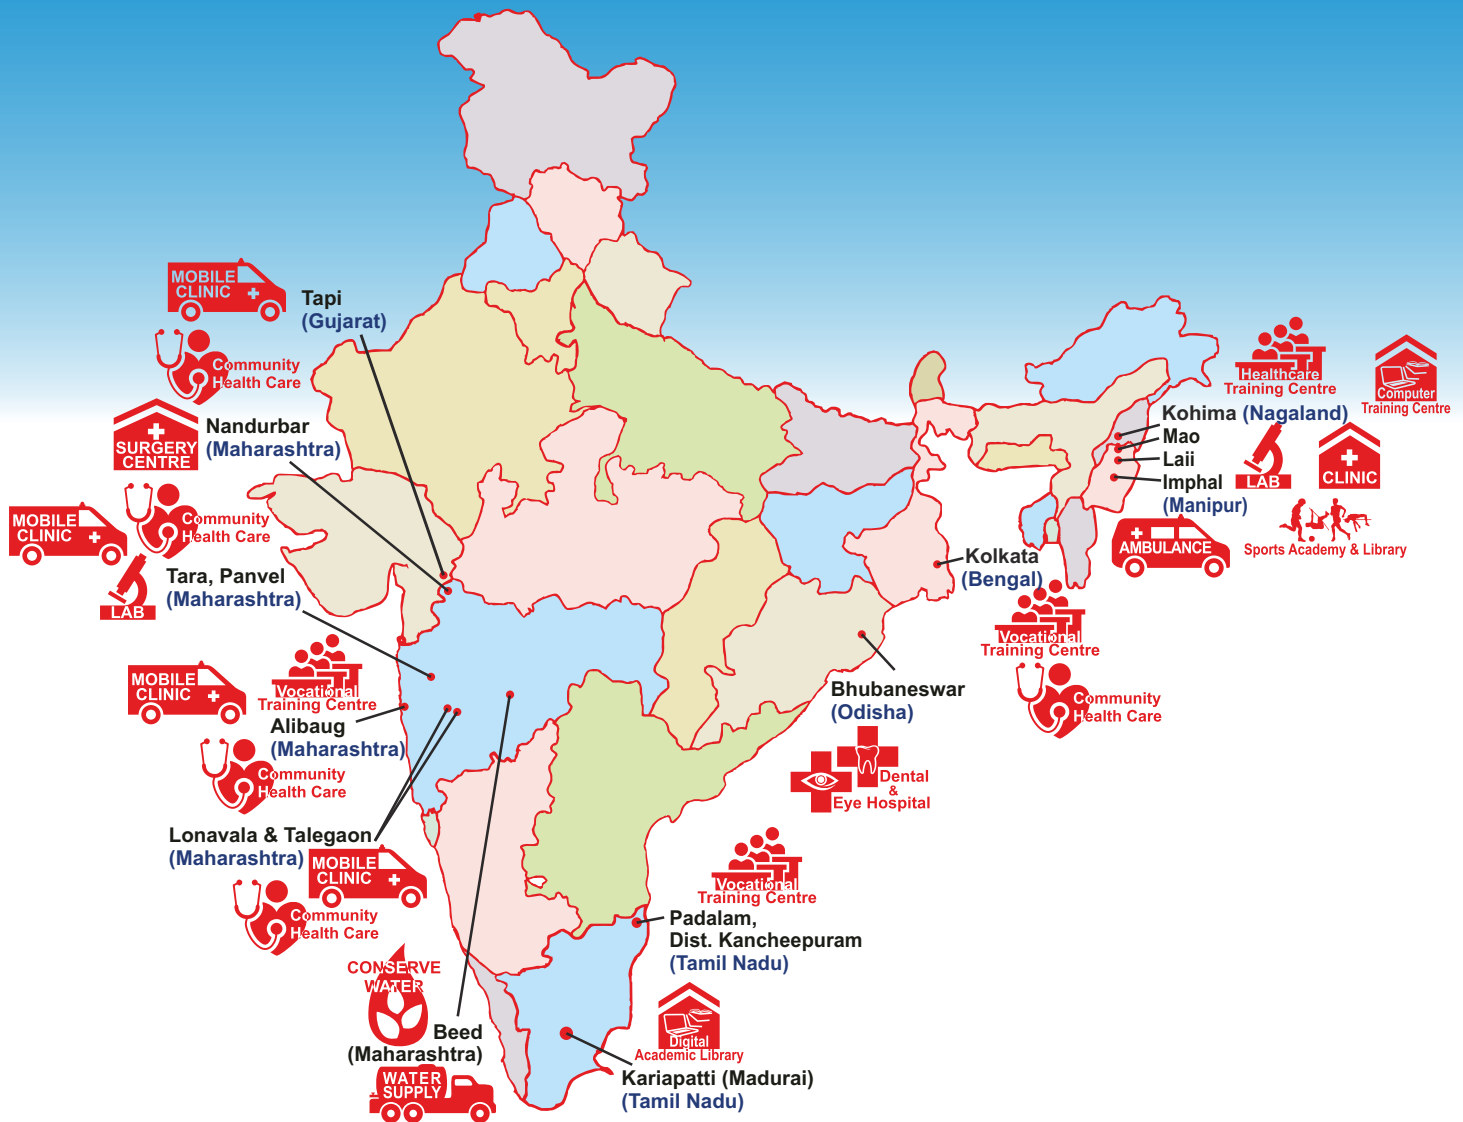 MOBILE
CLINIC
Tapi
(Gujarat)
Community
Health Care
SURGERY
CENTRE
Nandurbar
(Maharashtra)
MOBILE
CLINIC
Community
Health Care
LAB
Tara, Panvel
(Maharashtra)
MOBILE
CLINIC
Vocational
Training Centre
Alibaug
(Maharashtra)
Community
Health Care
Lonavala & Talegaon
(Maharashtra)
MOBILE
CLINIC
Community
Health Care
CONSERVE
WATER
Beed
(Maharashtra)
WATER
SUPPLY
Healthcare
Training Centre
Computer
Training Centre
Kohima (Nagaland)
Mao
Laii
Imphal
(Manipur)
LAB
CLINIC
AMBULANCE
Sports Academy & Library
Kolkata
(Bengal)
Vocational
Training Centre
Community
Health Care
Bhubaneswar
(Odisha)
Dental
&
Eye Hospital
Vocational
Training Centre
Padalam,
Dist. Kancheepuram
(Tamil Nadu)
Digital
Academic Library
Kariapatti (Madurai)
(Tamil Nadu)